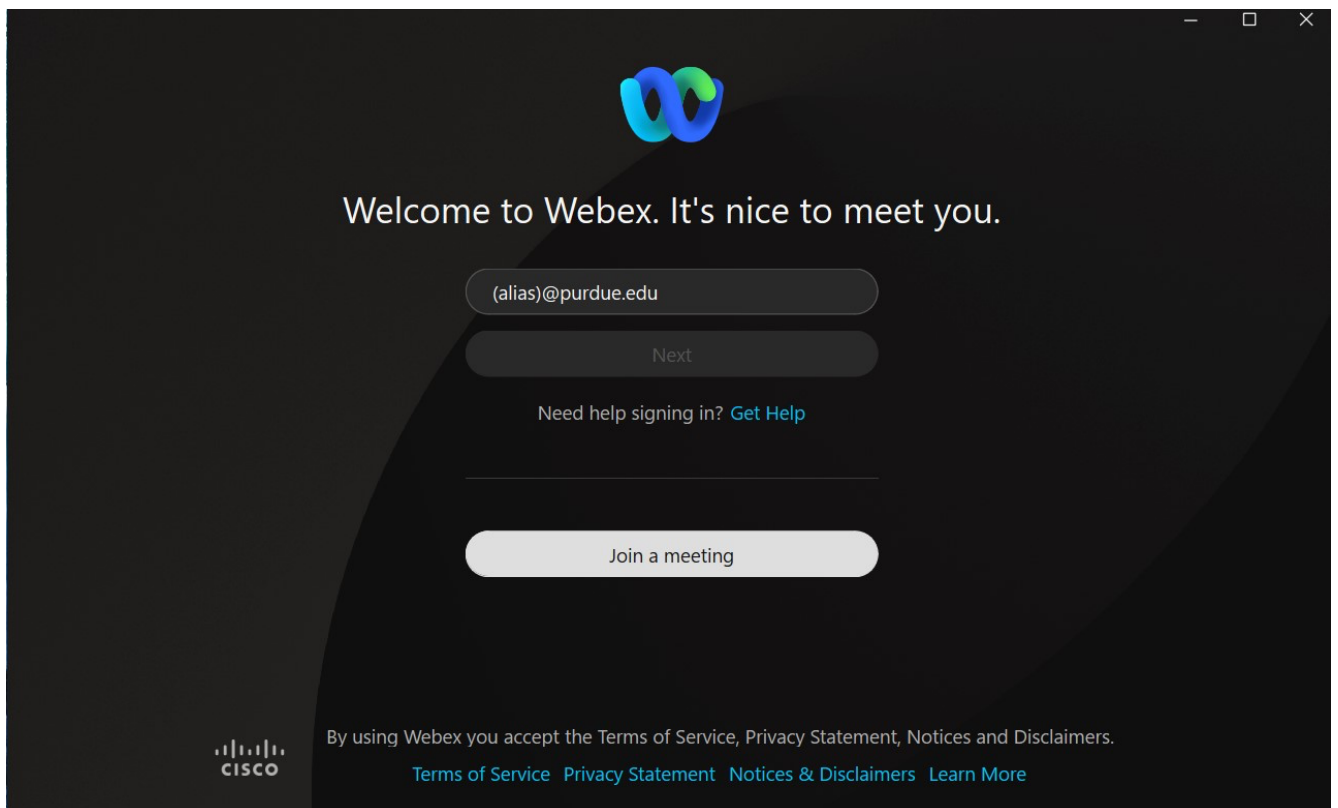 Welcome to Webex. It's nice to meet you.
(alias)@purdue.edu
Next
Need help signing in? Get Help
Join a meeting
By using Webex you accept the Terms of Service, Privacy Statement, Notices and Disclaimers.
CISCO
Terms of Service Privacy Statement Notices & Disclaimers Learn More